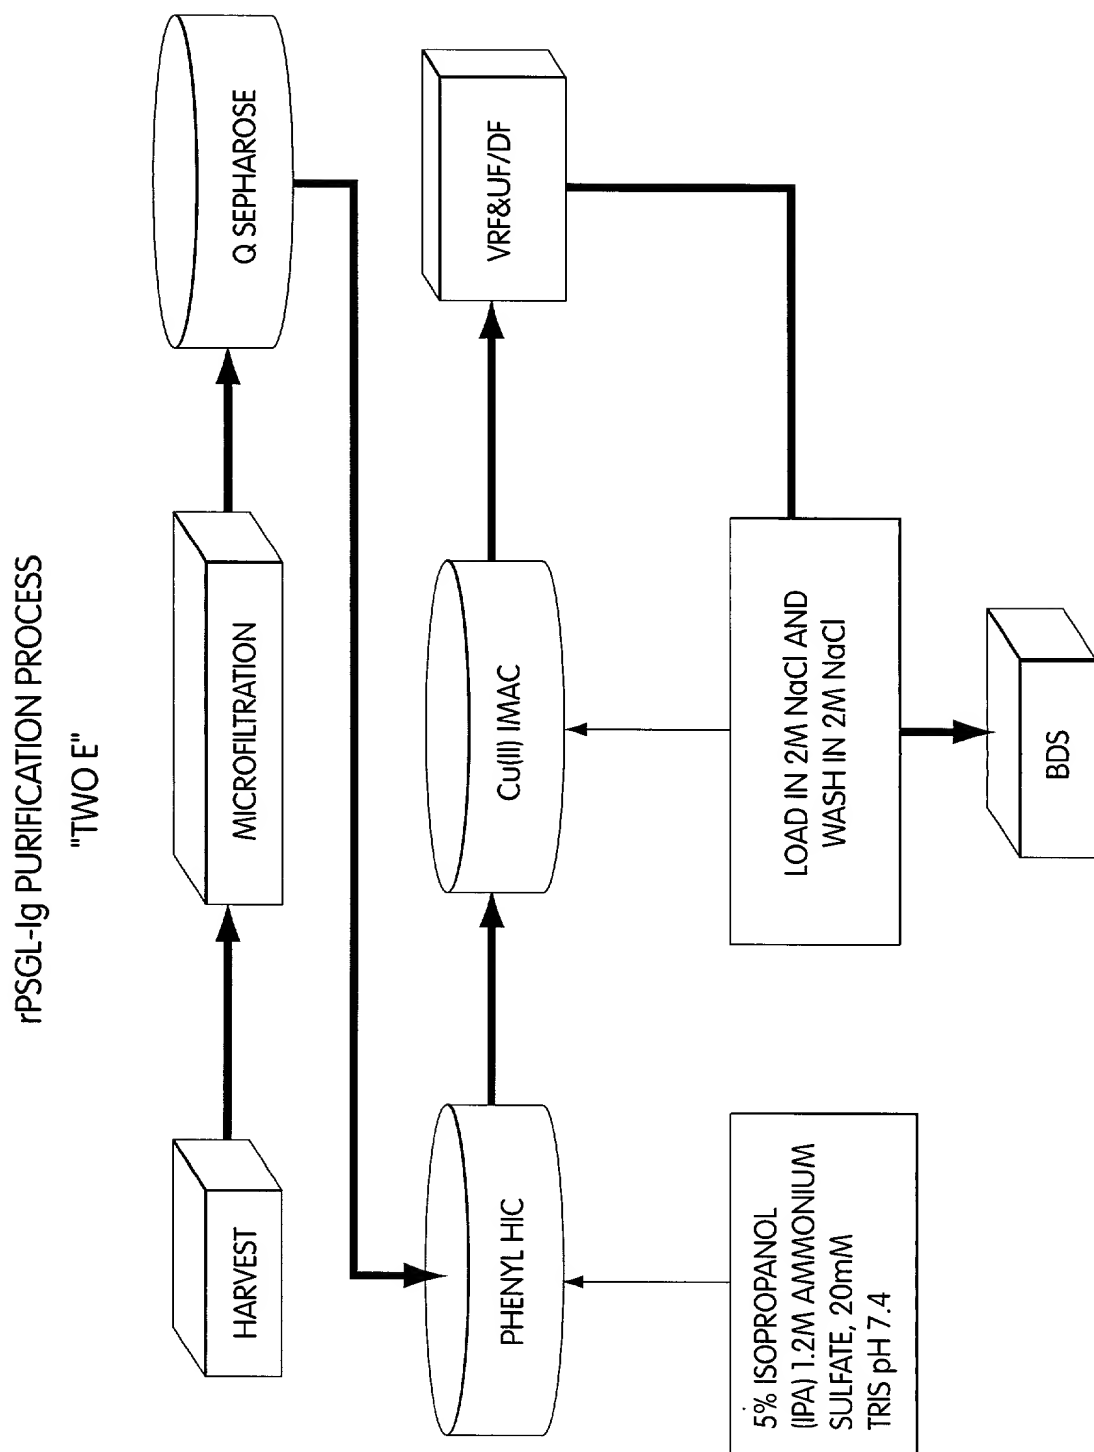 rPSGL-Ig PURIFICATION PROCESS
"TWO E"
HARVEST
MICROFILTRATION
Q SEPHAROSE
PHENYL HIC
Cu(II) IMAC
VRF&UF/DF
5% ISOPROPANOL
(IPA) 1.2M AMMONIUM
SULFATE, 20mM
TRIS pH 7.4
LOAD IN 2M NaCl AND
WASH IN 2M NaCl
BDS